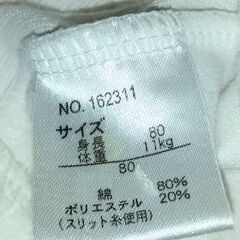 NO. 162311
サイズ
身長 80
体重 11kg
80
綿 80%
ポリエステル 20%
(スリット糸使用)